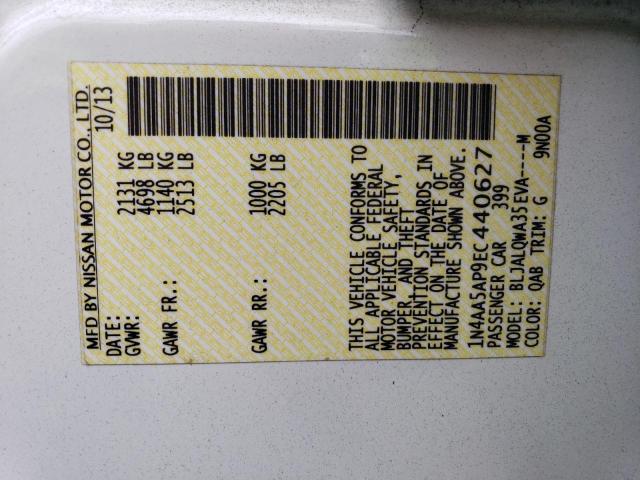 MFD BY NISSAN MOTOR CO., LTD.
DATE: 10/13
GVWR: 2131 KG
4698 LB
GAWR FR.: 1140 KG
2513 LB
GAWR RR.: 1000 KG
2205 LB
THIS VEHICLE CONFORMS TO
ALL APPLICABLE FEDERAL
MOTOR VEHICLE SAFETY,
BUMPER, AND THEFT
PREVENTION STANDARDS IN
EFFECT ON THE DATE OF
MANUFACTURE SHOWN ABOVE.
1N4AA5AP9EC440627
PASSENGER CAR 399
MODEL: BLJALQWA35EVA----M
COLOR: QAB TRIM: G 9N00A